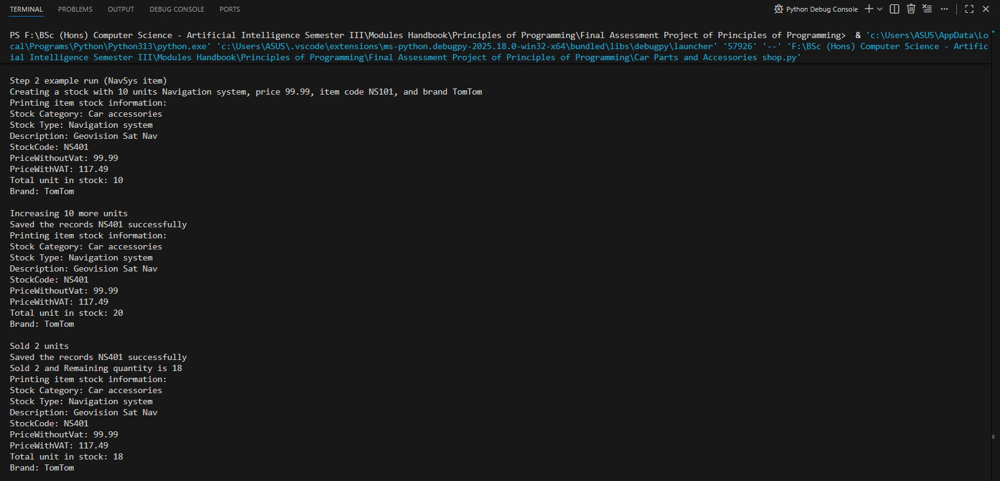 TERMINAL PROBLEMS OUTPUT DEBUG CONSOLE PORTS Python Debug Console
PS F:\BSc (Hons) Computer Science - Artificial Intelligence Semester III\Modules Handbook\Principles of Programming\Final Assessment Project of Principles of Programming> & 'c:\Users\ASUS\AppData\Lo
cal\Programs\Python\Python313\python.exe' 'c:\Users\ASUS\.vscode\extensions\ms-python.debugpy-2025.18.0-win32-x64\bundled\libs\debugpy\launcher' '57926' '--' 'F:\BSc (Hons) Computer Science - Artific
ial Intelligence Semester III\Modules Handbook\Principles of Programming\Final Assessment Project of Principles of Programming\Car Parts and Accessories shop.py'
Step 2 example run (NavSys item)
Creating a stock with 10 units Navigation system, price 99.99, item code NS101, and brand TomTom
Printing item stock information:
Stock Category: Car accessories
Stock Type: Navigation system
Description: Geovision Sat Nav
StockCode: NS401
PriceWithoutVat: 99.99
PriceWithVAT: 117.49
Total unit in stock: 10
Brand: TomTom
Increasing 10 more units
Saved the records NS401 successfully
Printing item stock information:
Stock Category: Car accessories
Stock Type: Navigation system
Description: Geovision Sat Nav
StockCode: NS401
PriceWithoutVat: 99.99
PriceWithVAT: 117.49
Total unit in stock: 20
Brand: TomTom
Sold 2 units
Saved the records NS401 successfully
Sold 2 and Remaining quantity is 18
Printing item stock information:
Stock Category: Car accessories
Stock Type: Navigation system
Description: Geovision Sat Nav
StockCode: NS401
PriceWithoutVat: 99.99
PriceWithVAT: 117.49
Total unit in stock: 18
Brand: TomTom